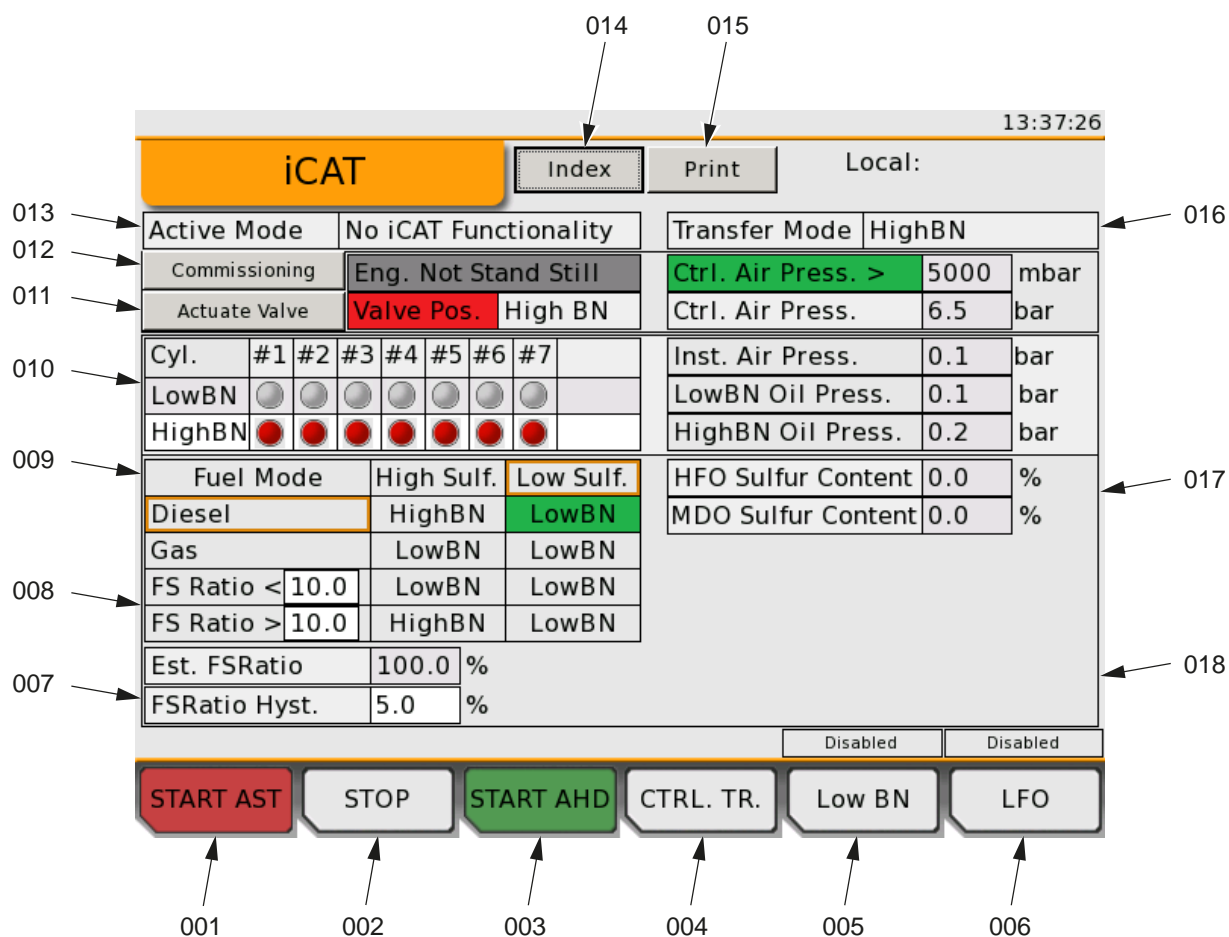 014 015
13:37:26
iCAT Index Print Local:
013 Active Mode No iCAT Functionality Transfer Mode HighBN 016
012 Commissioning Eng. Not Stand Still Ctrl. Air Press. > 5000 mbar
011 Actuate Valve Valve Pos. High BN Ctrl. Air Press. 6.5 bar
Cyl. #1 #2 #3 #4 #5 #6 #7 Inst. Air Press. 0.1 bar
010 LowBN LowBN Oil Press. 0.1 bar
HighBN HighBN Oil Press. 0.2 bar
009 Fuel Mode High Sulf. Low Sulf. HFO Sulfur Content 0.0 % 017
Diesel HighBN LowBN MDO Sulfur Content 0.0 %
Gas LowBN LowBN
008 FS Ratio < 10.0 LowBN LowBN
FS Ratio > 10.0 HighBN LowBN
Est. FSRatio 100.0 % 018
007 FSRatio Hyst. 5.0 %
Disabled Disabled
START AST STOP START AHD CTRL. TR. Low BN LFO
001 002 003 004 005 006